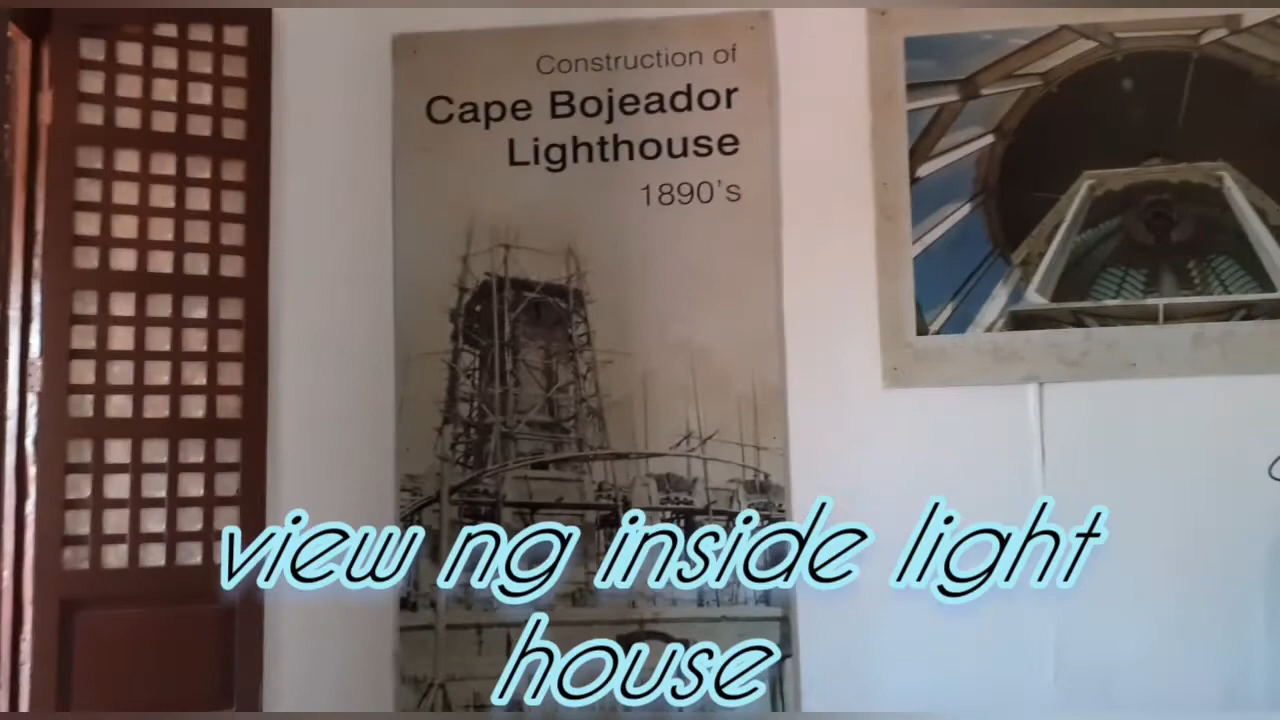 Construction of
Cape Bojeador
Lighthouse
1890's
view ng inside light
house